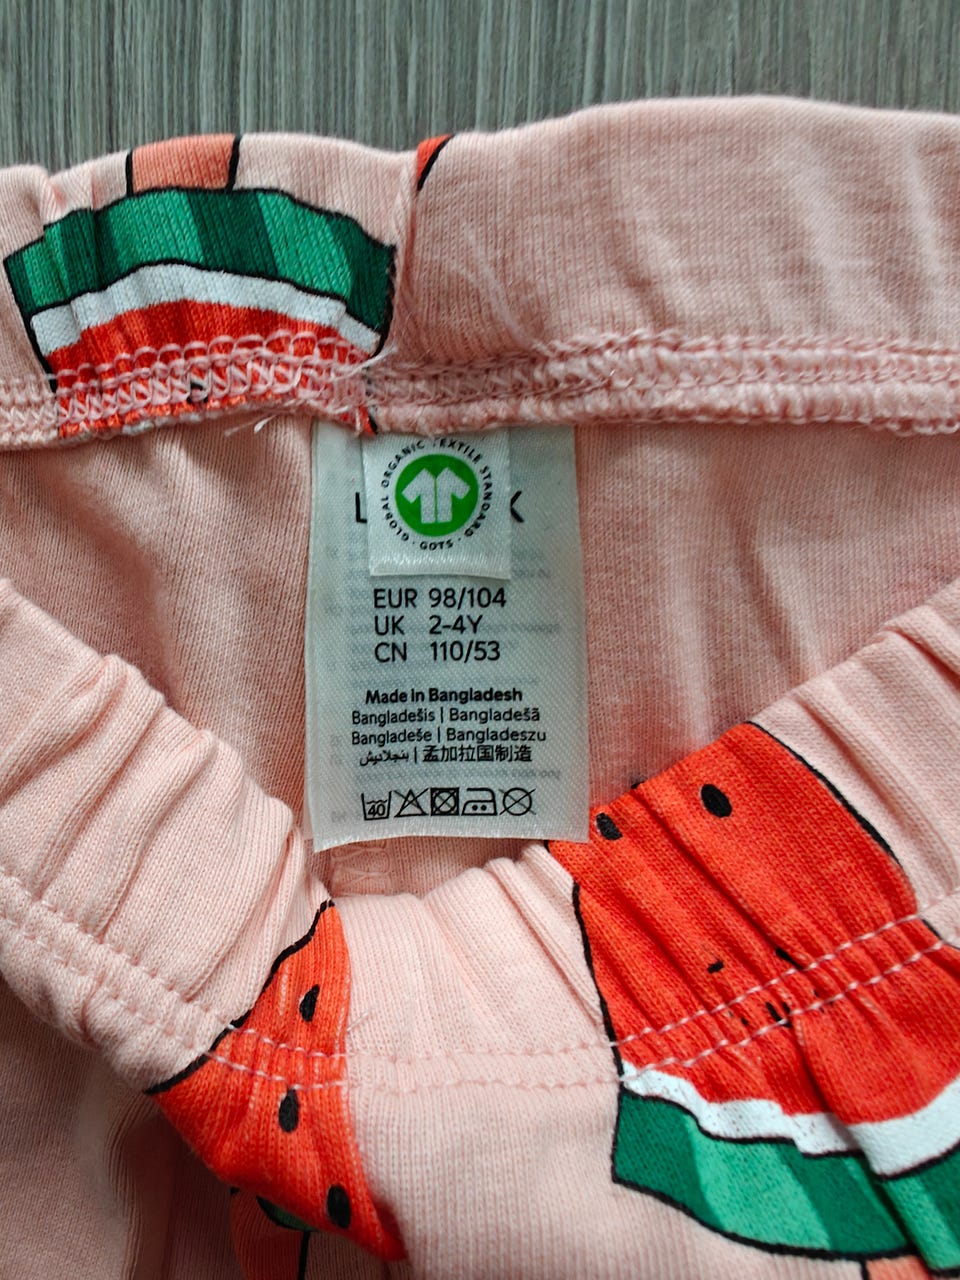 GLOBAL ORGANIC TEXTILE STANDARD · GOTS ·
L K
EUR 98/104
UK 2-4Y
CN 110/53
Made in Bangladesh
Bangladešis | Bangladešā
Bangladeše | Bangladeszu
بنجلاديش | 孟加拉国制造
40